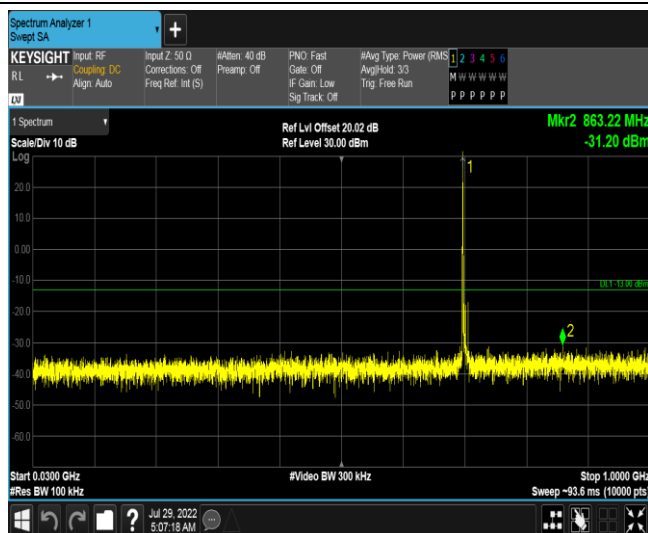 Spectrum Analyzer 1
Swept SA
+
KEYSIGHT
RL
Input: RF
Coupling: DC
Align: Auto
Input Z: 50 Ω
Corrections: Off
Freq Ref: Int (S)
#Atten: 40 dB
Preamp: Off
PNO: Fast
Gate: Off
IF Gain: Low
Sig Track: Off
#Avg Type: Power (RMS
Avg|Hold: 3/3
Trig: Free Run
1 2 3 4 5 6
M W W W W W
P P P P P P
LXI
1 Spectrum
Scale/Div 10 dB
Ref Lvl Offset 20.02 dB
Ref Level 30.00 dBm
Mkr2 863.22 MHz
-31.20 dBm
Log
20.0
10.0
0.00
-10.0
-20.0
-30.0
-40.0
-50.0
-60.0
1
DL1 -13.00 dBm
2
Start 0.0300 GHz
#Res BW 100 kHz
#Video BW 300 kHz
Stop 1.0000 GHz
Sweep ~93.6 ms (10000 pts)
?
Jul 29, 2022
5:07:18 AM